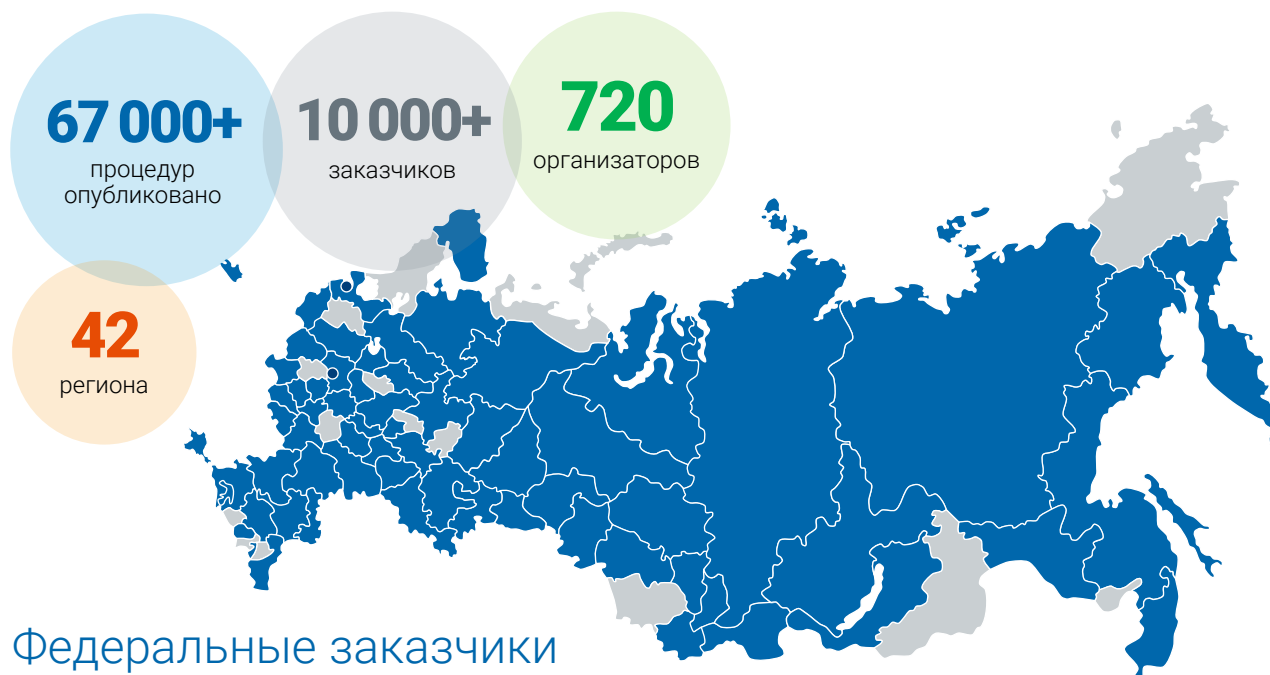 67 000+
процедур
опубликовано
10 000+
заказчиков
720
организаторов
42
региона
Федеральные заказчики